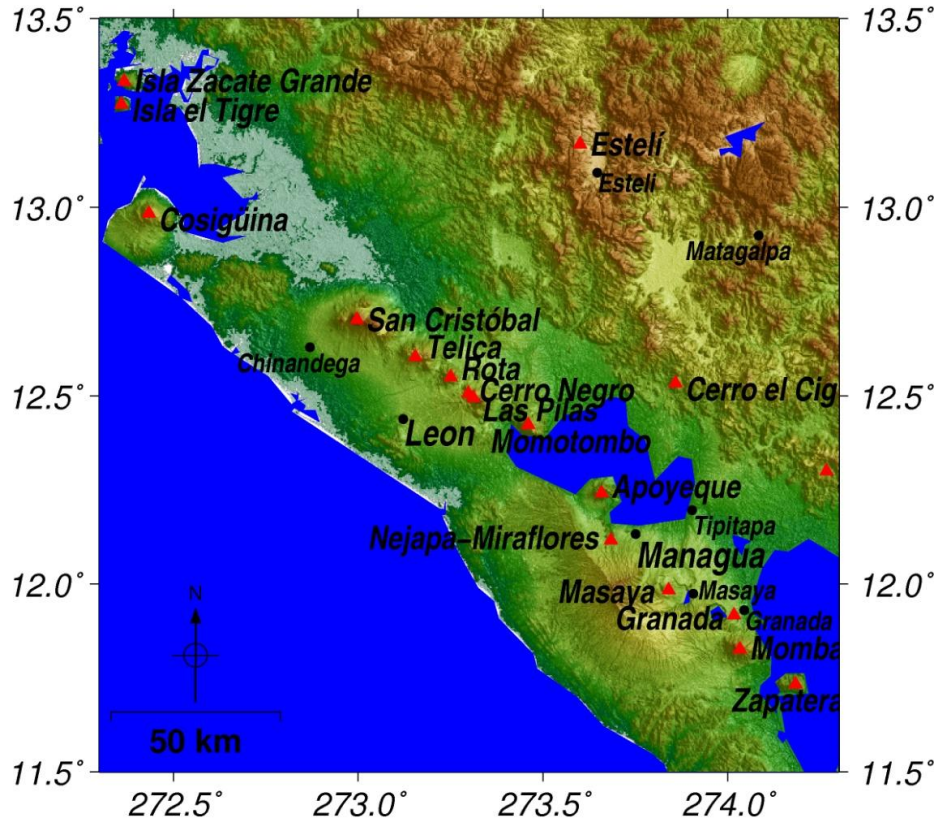 13.5° 13.5°
Isla Zacate Grande
Isla el Tigre
Estelí
Estelí
13.0° 13.0°
Cosigüina
Matagalpa
San Cristóbal
Telica
Chinandega
Rota
Cerro Negro
Cerro el Cig
12.5° 12.5°
Las Pilas
Leon
Momotombo
Apoyeque
Tipitapa
Nejapa-Miraflores
Managua
12.0° 12.0°
Masaya
Masaya
Granada
Granada
N
Momba
Zapatera
50 km
11.5° 11.5°
272.5° 273.0° 273.5° 274.0°